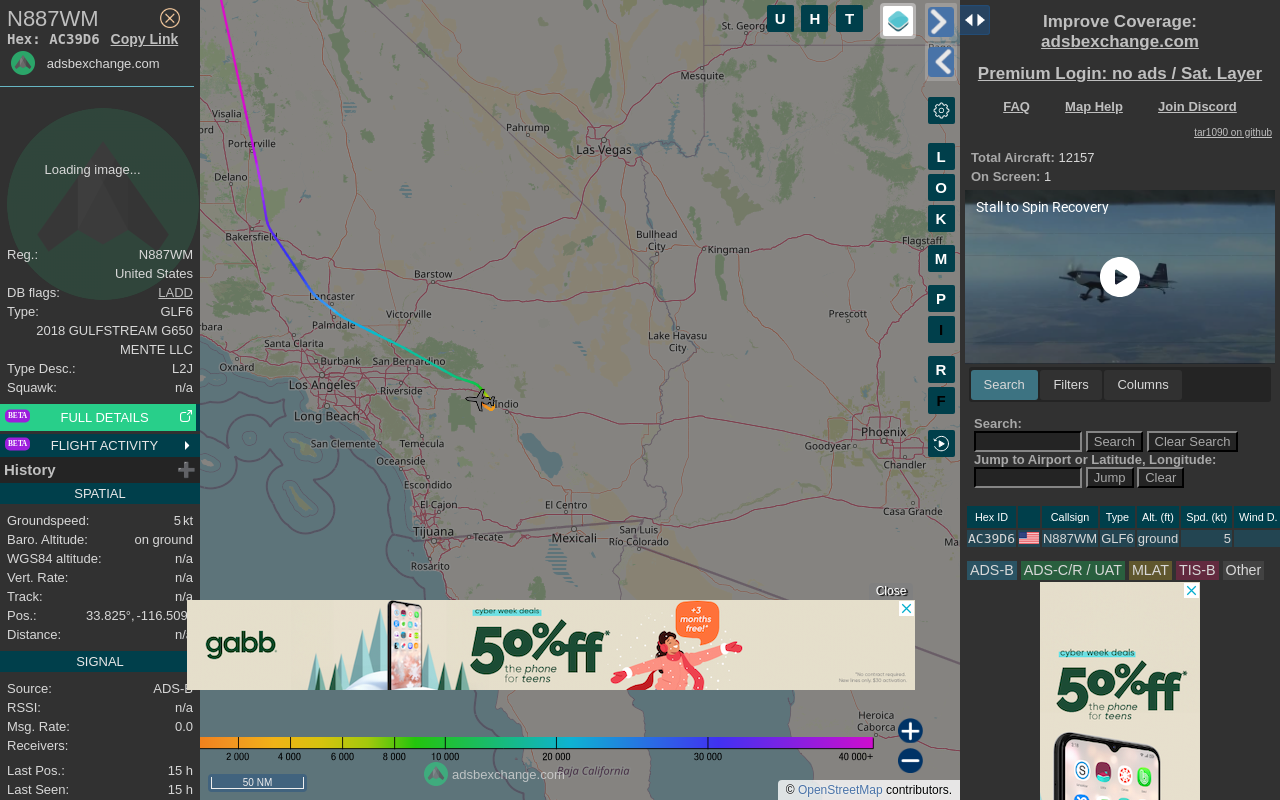 N887WM
Hex: AC39D6 Copy Link
adsbexchange.com
Loading image...
Reg.: N887WM
United States
DB flags: LADD
Type: GLF6
2018 GULFSTREAM G650
MENTE LLC
Type Desc.: L2J
Squawk: n/a
BETA FULL DETAILS
BETA FLIGHT ACTIVITY
History
SPATIAL
Groundspeed: 5 kt
Baro. Altitude: on ground
WGS84 altitude: n/a
Vert. Rate: n/a
Track: n/a
Pos.: 33.825°, -116.509
Distance: n/a
SIGNAL
Source: ADS-B
RSSI: n/a
Msg. Rate: 0.0
Receivers:
Last Pos.: 15 h
Last Seen: 15 h
U H T
L
O
K
M
P
I
R
F
St. George
Mesquite
Visalia
Porterville
Delano
Bakersfield
Pahrump
Las Vegas
Bullhead City
Kingman
Flagstaff
Barstow
Lancaster
Palmdale
Victorville
Santa Clarita
Oxnard
Burbank
San Bernardino
Los Angeles
Riverside
Long Beach
Indio
Lake Havasu City
Prescott
San Clemente
Temecula
Oceanside
Escondido
El Cajon
Tijuana
Tecate
Rosarito
El Centro
Mexicali
San Luis Río Colorado
Phoenix
Goodyear
Chandler
Casa Grande
Heroica Caborca
Baja California
Close
gabb
cyber week deals
50%off*
the phone
for teens
+3
months
free!*
*No contract required.
New lines only. $30 activation
2 000 4 000 6 000 8 000 10 000 20 000 30 000 40 000+
50 NM
adsbexchange.com
© OpenStreetMap contributors.
Improve Coverage:
adsbexchange.com
Premium Login: no ads / Sat. Layer
FAQ Map Help Join Discord
tar1090 on github
Total Aircraft: 12157
On Screen: 1
Stall to Spin Recovery
Search Filters Columns
Search:
Search Clear Search
Jump to Airport or Latitude, Longitude:
Jump Clear
Hex ID Callsign Type Alt. (ft) Spd. (kt) Wind D.
AC39D6 N887WM GLF6 ground 5
ADS-B ADS-C/R / UAT MLAT TIS-B Other
cyber week deals
50%off*
the phone
for teens